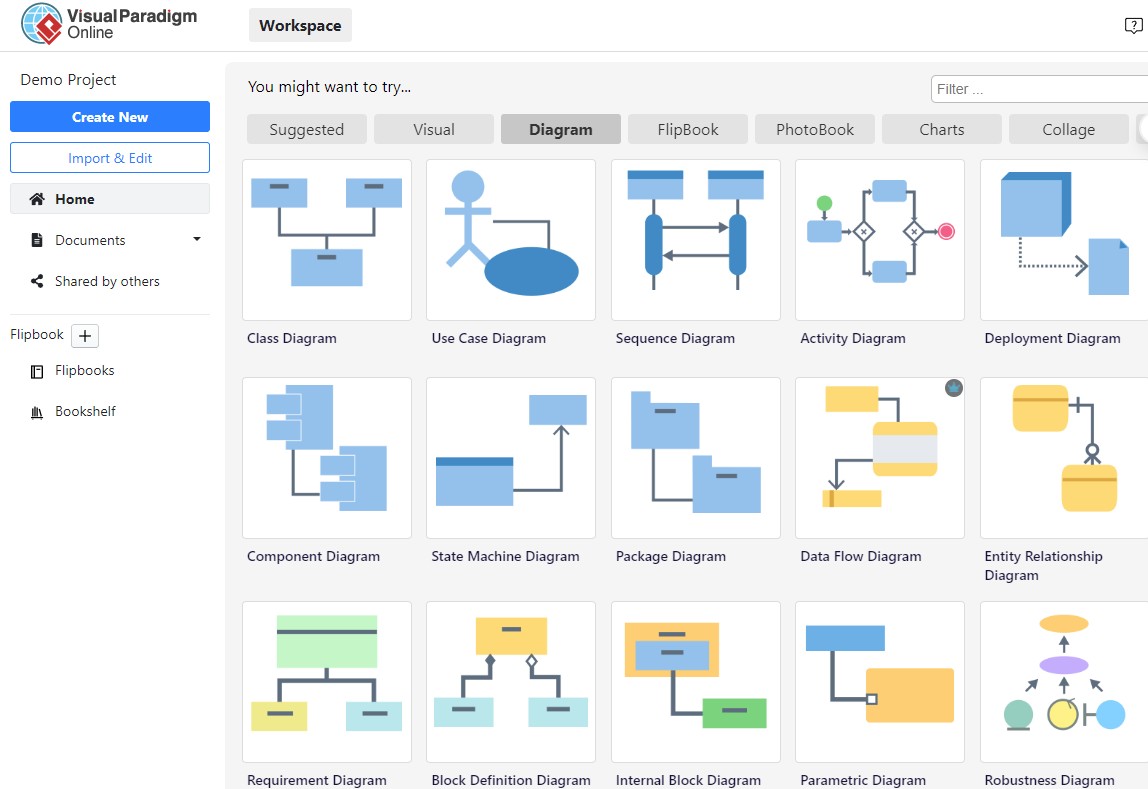 Visual Paradigm
Online
Workspace
Demo Project
Create New
Import & Edit
Home
Documents
Shared by others
Flipbook +
Flipbooks
Bookshelf
You might want to try...
Filter ...
Suggested
Visual
Diagram
FlipBook
PhotoBook
Charts
Collage
Class Diagram
Use Case Diagram
Sequence Diagram
Activity Diagram
Deployment Diagram
Component Diagram
State Machine Diagram
Package Diagram
Data Flow Diagram
Entity Relationship
Diagram
Requirement Diagram
Block Definition Diagram
Internal Block Diagram
Parametric Diagram
Robustness Diagram